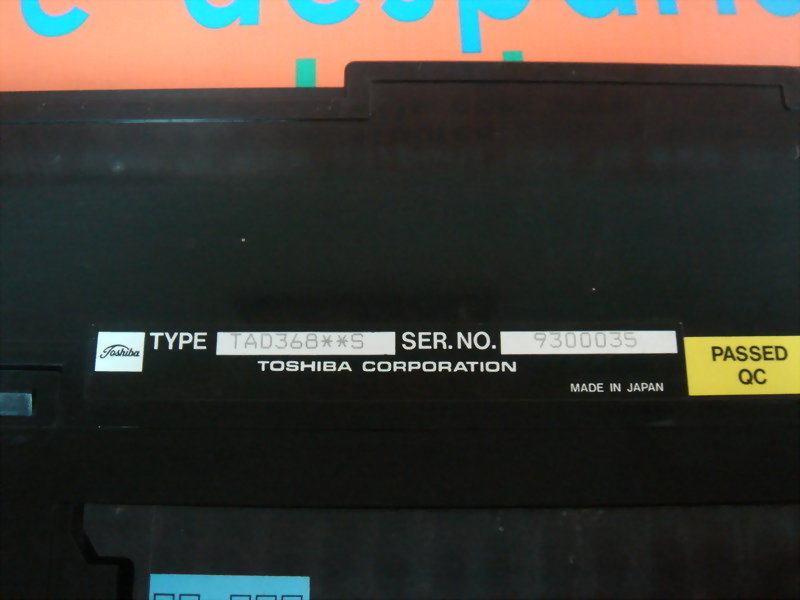 Toshiba TYPE TAD368**S SER.NO. 9300035
TOSHIBA CORPORATION
MADE IN JAPAN
PASSED
QC